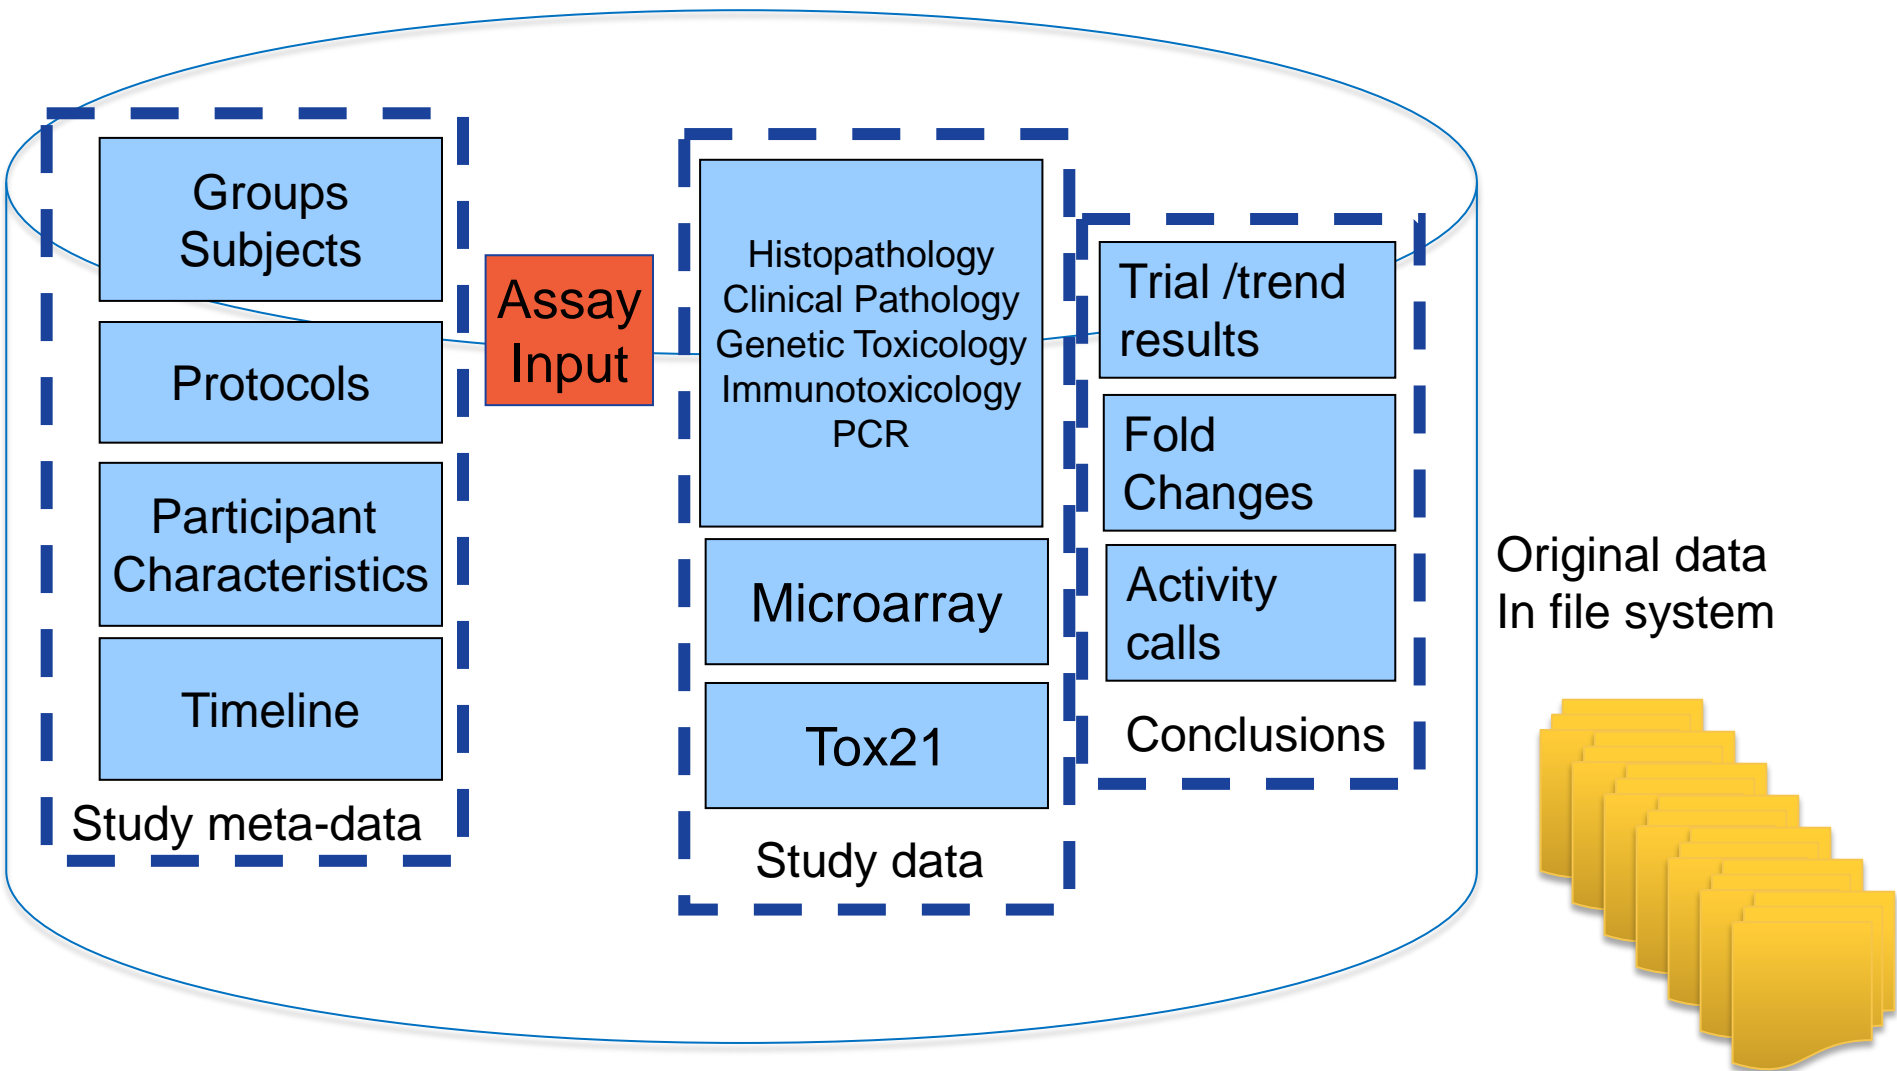 Groups
Subjects
Protocols
Participant
Characteristics
Timeline
Study meta-data
Assay
Input
Histopathology
Clinical Pathology
Genetic Toxicology
Immunotoxicology
PCR
Microarray
Tox21
Study data
Trial /trend
results
Fold
Changes
Activity
calls
Conclusions
Original data
In file system